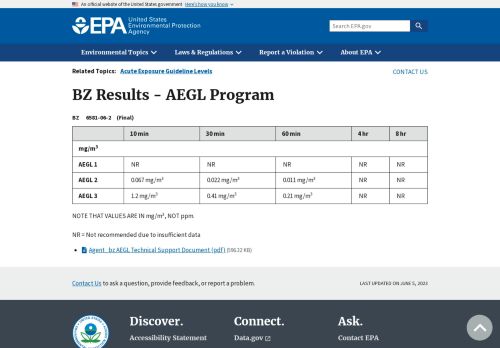 An official website of the United States government Here's how you know
EPA United States Environmental Protection Agency
Search EPA.gov
Environmental Topics Laws & Regulations Report a Violation About EPA
Related Topics: Acute Exposure Guideline Levels
CONTACT US
BZ Results - AEGL Program
BZ 6581-06-2 (Final)
10 min 30 min 60 min 4 hr 8 hr
mg/m³
AEGL 1 NR NR NR NR NR
AEGL 2 0.067 mg/m³ 0.022 mg/m³ 0.011 mg/m³ NR NR
AEGL 3 1.2 mg/m³ 0.41 mg/m³ 0.21 mg/m³ NR NR
NOTE THAT VALUES ARE IN mg/m³, NOT ppm.
NR = Not recommended due to insufficient data
Agent_bz AEGL Technical Support Document (pdf) (596.22 KB)
Contact Us to ask a question, provide feedback, or report a problem.
LAST UPDATED ON JUNE 5, 2023
Discover. Connect. Ask.
Accessibility Statement Data.gov Contact EPA